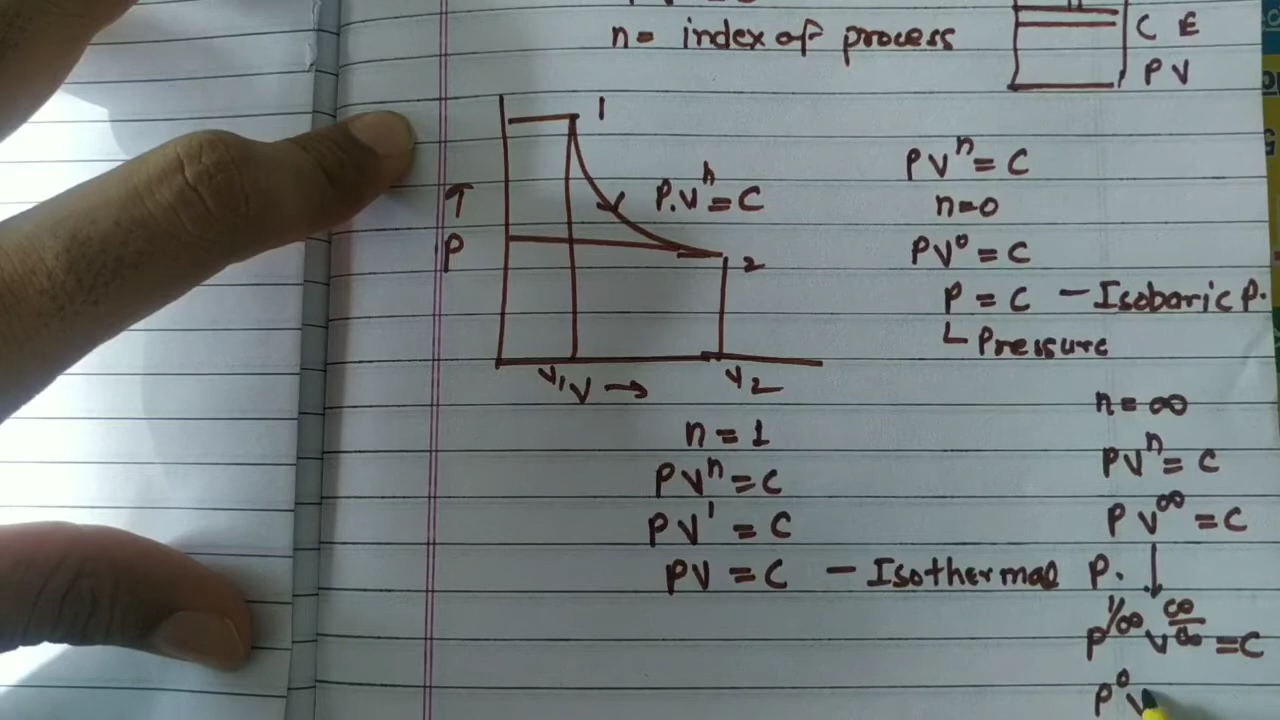 n = index of process
C E
P V
1
↑
P
P.Vⁿ = C
2
V₁
V →
V₂
PVⁿ = C
n=0
PV⁰ = C
P = C - Isobaric P.
└ Pressure
n = 1
PVⁿ = C
PV¹ = C
PV = C - Isothermal P.
n = ∞
PVⁿ = C
PV^∞ = C
↓
P^1/∞ V^∞/∞ = C
P⁰V